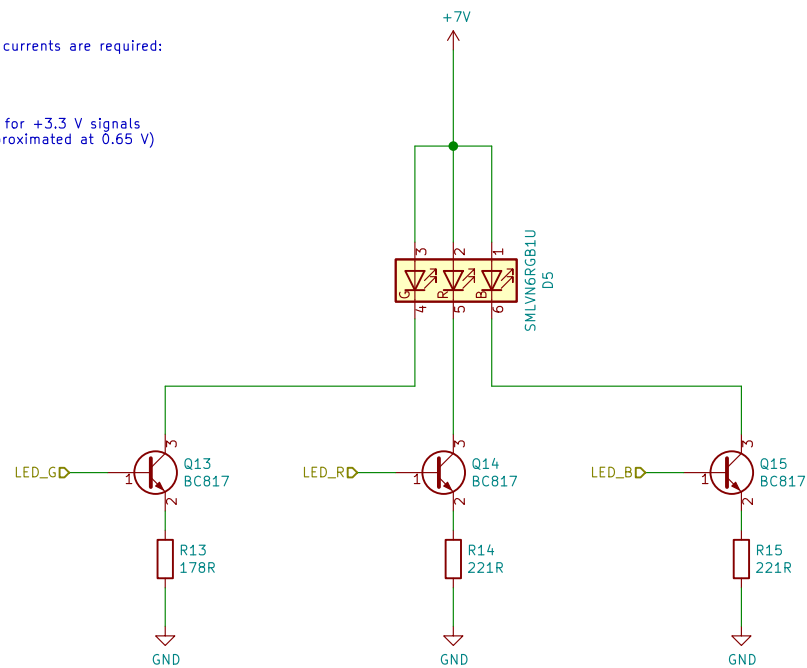 +7V
currents are required:
for +3.3 V signals
roximated at 0.65 V)
3
2
1
G
R
B
4
5
6
SMLVN6RGB1U
D5
LED_G
1
3
2
Q13
BC817
LED_R
1
3
2
Q14
BC817
LED_B
1
3
2
Q15
BC817
R13
178R
R14
221R
R15
221R
GND
GND
GND